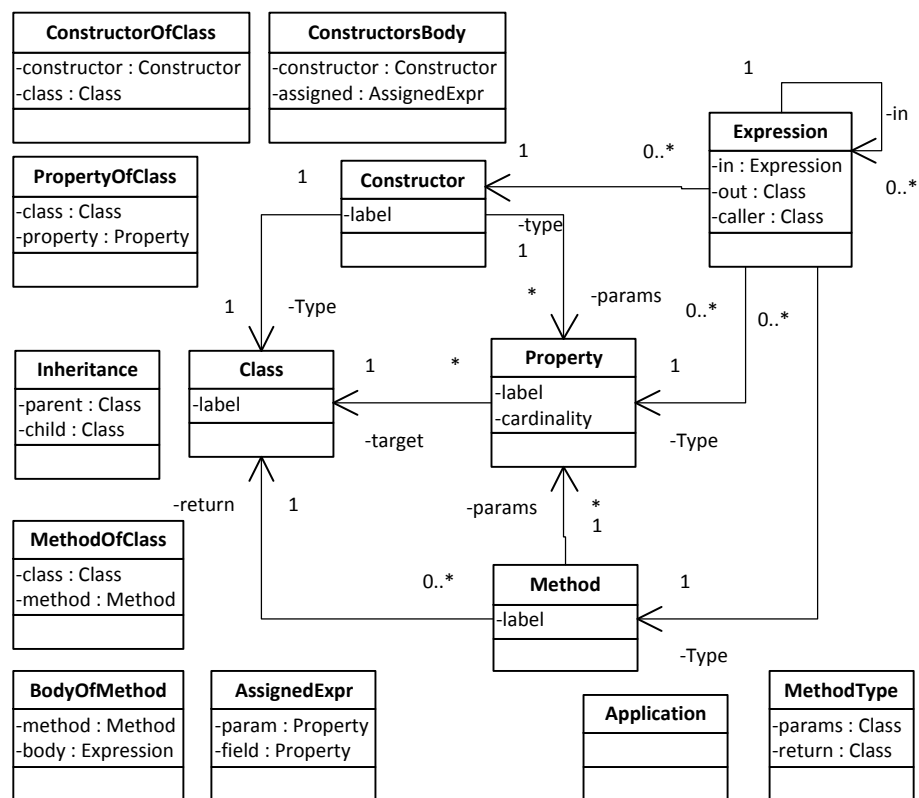 ConstructorOfClass
-constructor : Constructor
-class : Class
ConstructorsBody
-constructor : Constructor
-assigned : AssignedExpr
1
-in
Expression
-in : Expression
-out : Class
-caller : Class
0..*
0..*
1
PropertyOfClass
-class : Class
-property : Property
1
Constructor
-label
-type
1
*
-params
1
-Type
0..*
0..*
Inheritance
-parent : Class
-child : Class
Class
-label
1
*
-target
Property
-label
-cardinality
1
-Type
-return
1
-params
*
1
MethodOfClass
-class : Class
-method : Method
0..*
Method
-label
1
-Type
BodyOfMethod
-method : Method
-body : Expression
AssignedExpr
-param : Property
-field : Property
Application
MethodType
-params : Class
-return : Class